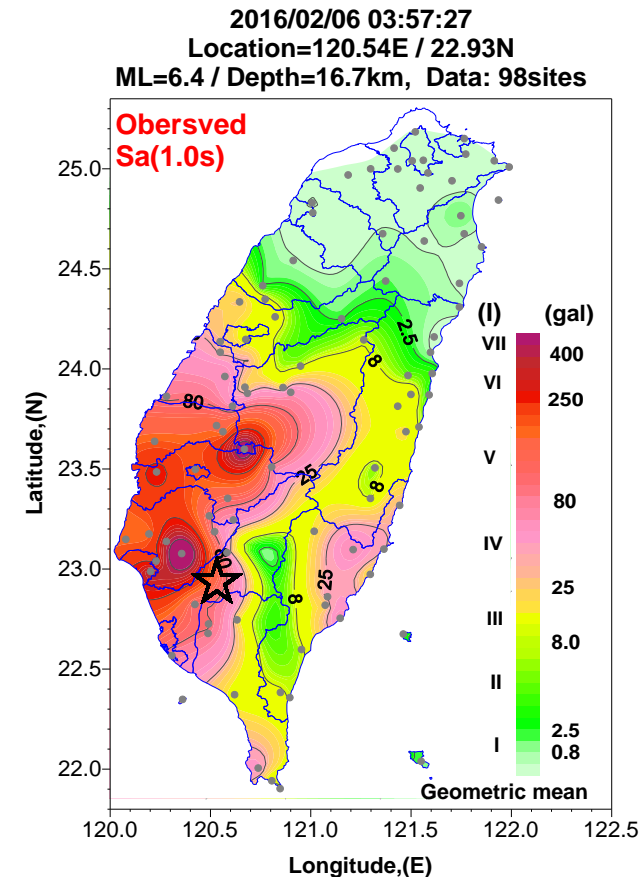 2016/02/06 03:57:27
Location=120.54E / 22.93N
ML=6.4 / Depth=16.7km, Data: 98sites
Obersved
Sa(1.0s)
25.0
24.5
24.0
23.5
23.0
22.5
22.0
Latitude,(N)
2.5
8
80
25
8
80
25
8
(I) (gal)
VII
400
VI
250
V
80
IV
25
III
8.0
II
2.5
I
0.8
Geometric mean
120.0 120.5 121.0 121.5 122.0 122.5
Longitude,(E)